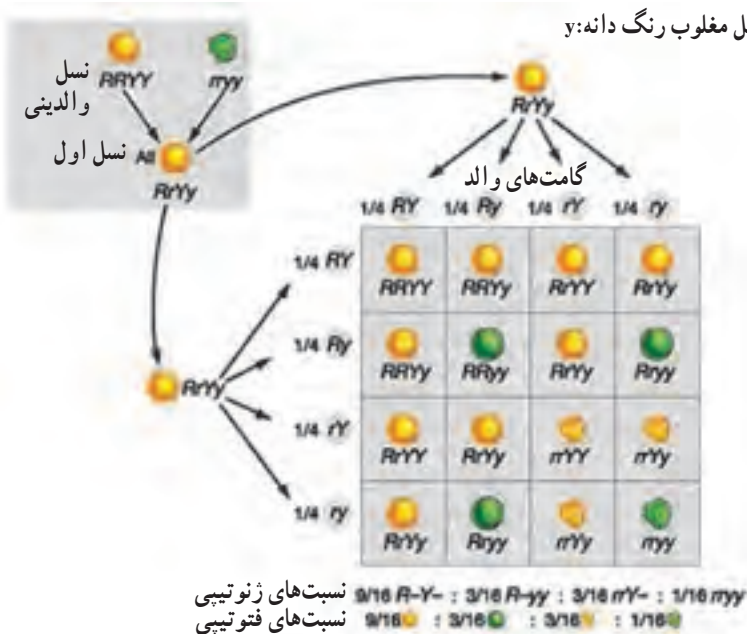 ل مغلوب رنگ دانه:y
نسل والدینی
RRYY rryy
نسل اول All
RrYy
RrYy
گامت‌های والد
1/4 RY 1/4 Ry 1/4 rY 1/4 ry
1/4 RY RRYY RRYy RrYY RrYy
1/4 Ry RRYy RRyy RrYy Rryy
RrYy
1/4 rY RrYY RrYy rrYY rrYy
1/4 ry RrYy Rryy rrYy rryy
نسبت‌های ژنوتیپی 9/16 R-Y- : 3/16 R-yy : 3/16 rrY- : 1/16 rryy
نسبت‌های فتوتیپی 9/16 : 3/16 : 3/16 : 1/16